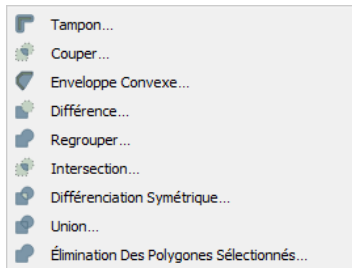 Tampon...
Couper...
Enveloppe Convexe...
Différence...
Regrouper...
Intersection...
Différenciation Symétrique...
Union...
Élimination Des Polygones Sélectionnés...